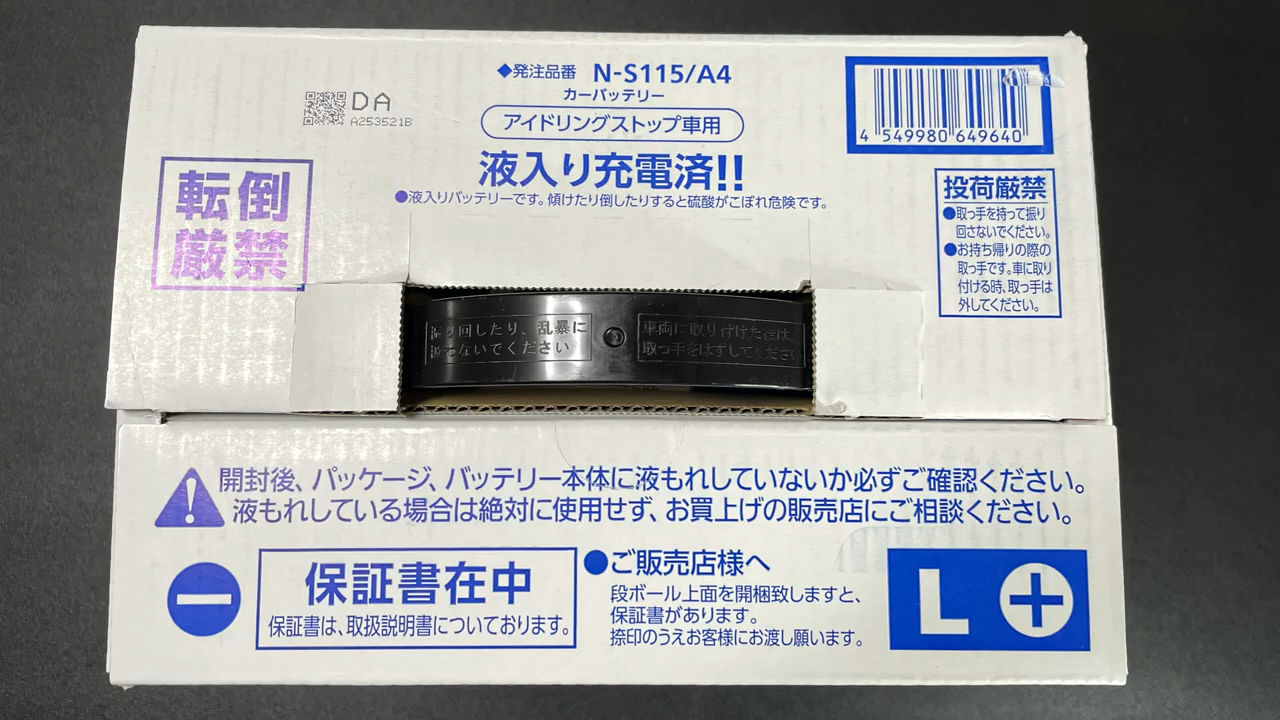 ◆発注品番 N-S115/A4
カーバッテリー
アイドリングストップ車用
液入り充電済!!
●液入りバッテリーです。傾けたり倒したりすると硫酸がこぼれ危険です。
DA
A253521B
転倒
厳禁
4 549980 649640
投荷厳禁
●取っ手を持って振り
回さないでください。
●お持ち帰りの際の
取っ手です。車に取り
付ける時、取っ手は
外してください。
回したり、乱暴に
ないでください
車両に取り付けた
取っ手をはずしてください
開封後、パッケージ、バッテリー本体に液もれしていないか必ずご確認ください。
液もれしている場合は絶対に使用せず、お買上げの販売店にご相談ください。
保証書在中
保証書は、取扱説明書についております。
●ご販売店様へ
段ボール上面を開梱致しますと、
保証書があります。
捺印のうえお客様にお渡し願います。
L